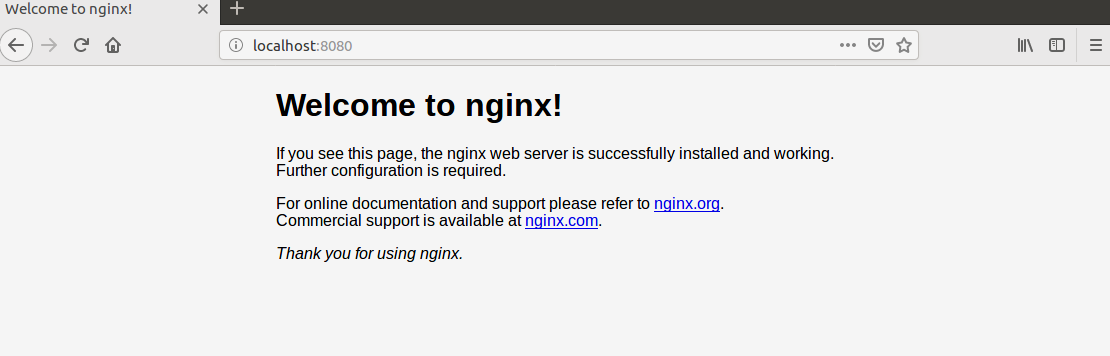 Welcome to nginx!
localhost:8080
Welcome to nginx!
If you see this page, the nginx web server is successfully installed and working.
Further configuration is required.
For online documentation and support please refer to nginx.org.
Commercial support is available at nginx.com.
Thank you for using nginx.